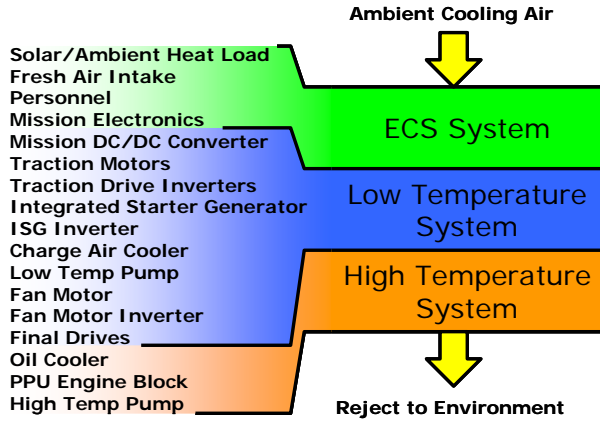 Ambient Cooling Air
Solar/Ambient Heat Load
Fresh Air Intake
Personnel
Mission Electronics
Mission DC/DC Converter
Traction Motors
Traction Drive Inverters
Integrated Starter Generator
ISG Inverter
Charge Air Cooler
Low Temp Pump
Fan Motor
Fan Motor Inverter
Final Drives
Oil Cooler
PPU Engine Block
High Temp Pump
ECS System
Low Temperature
System
High Temperature
System
Reject to Environment